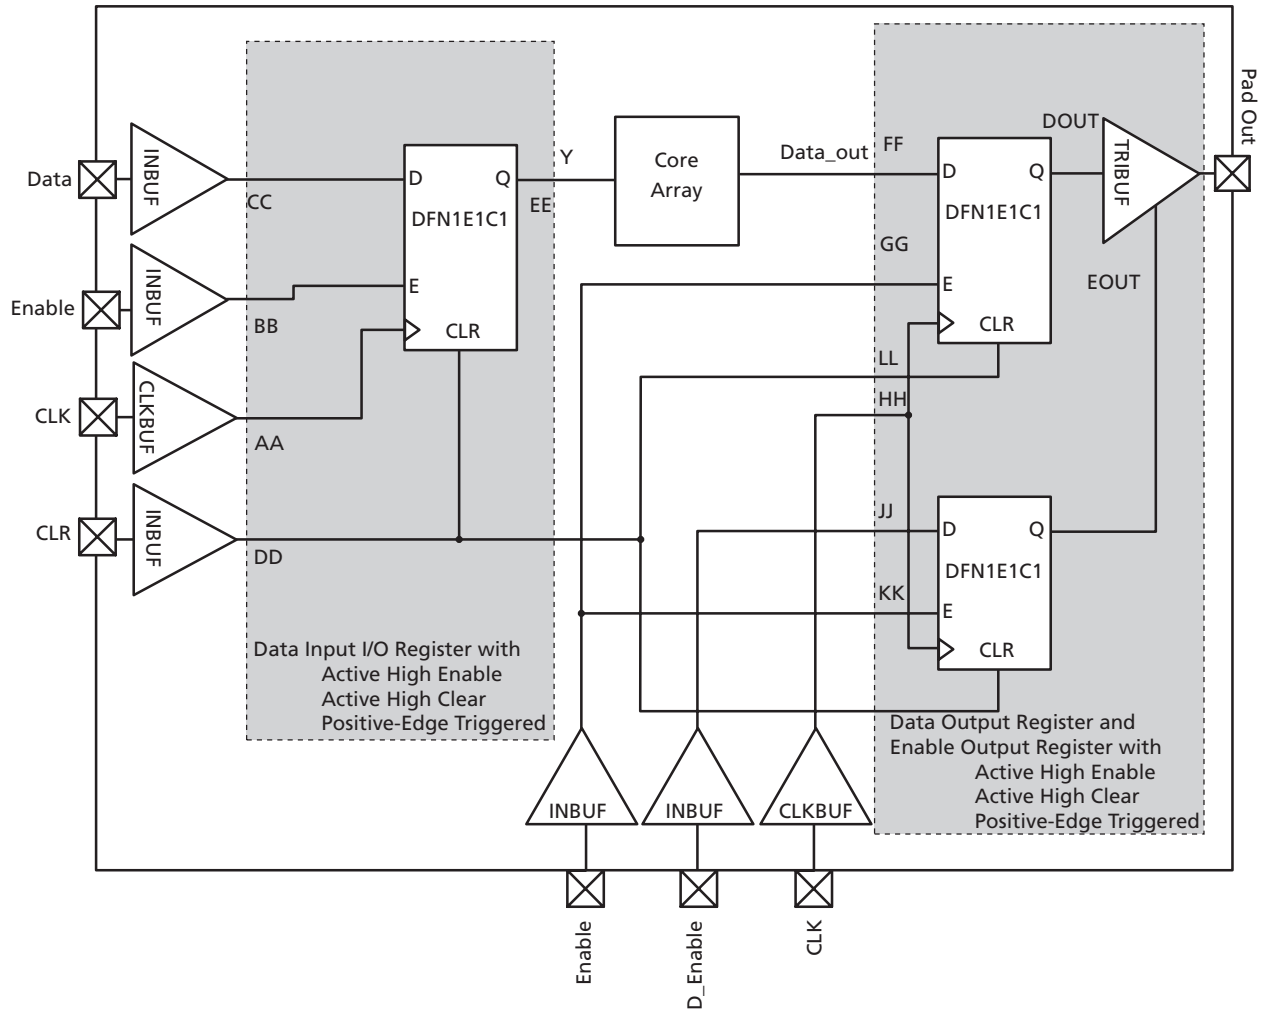 Pad Out
DOUT
Data
INBUF
CC
D
Q
DFN1E1C1
E
CLR
Y
EE
Core
Array
Data_out
FF
D
Q
DFN1E1C1
GG
E
CLR
TRIBUF
EOUT
Enable
INBUF
BB
CLK
CLKBUF
AA
LL
HH
CLR
INBUF
DD
JJ
D
Q
DFN1E1C1
KK
E
CLR
Data Input I/O Register with
Active High Enable
Active High Clear
Positive-Edge Triggered
Data Output Register and
Enable Output Register with
Active High Enable
Active High Clear
Positive-Edge Triggered
INBUF
INBUF
CLKBUF
Enable
D_Enable
CLK